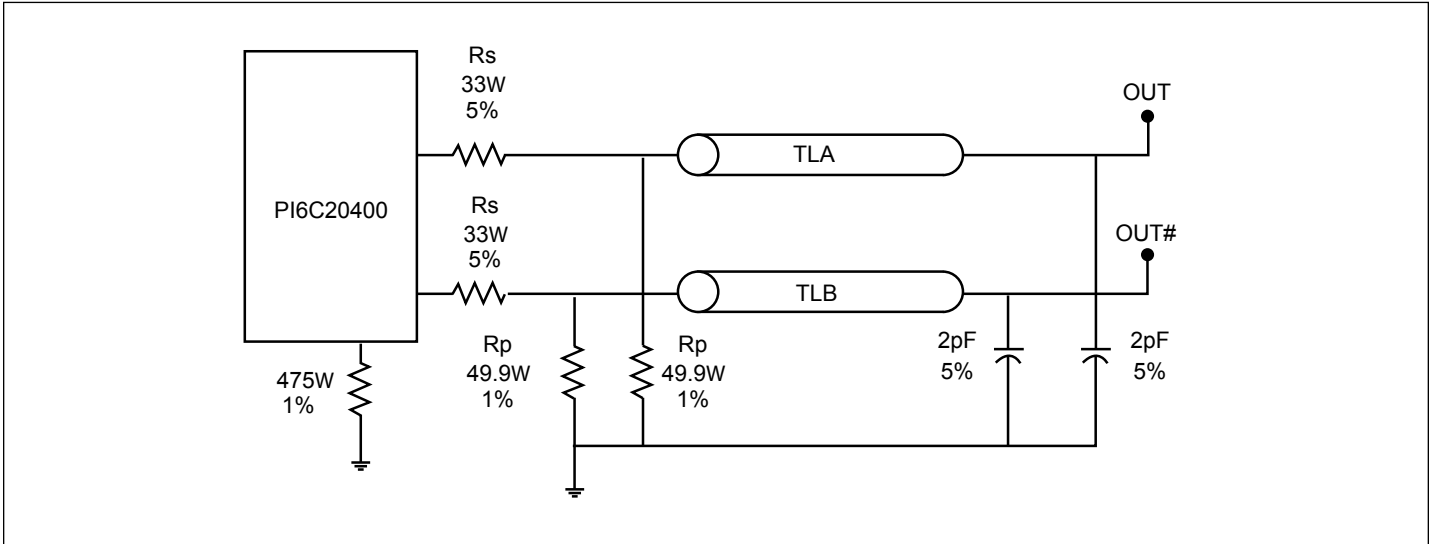 Rs
33W
5%
OUT
TLA
PI6C20400
Rs
33W
5%
OUT#
TLB
Rp
49.9W
1%
Rp
49.9W
1%
2pF
5%
2pF
5%
475W
1%